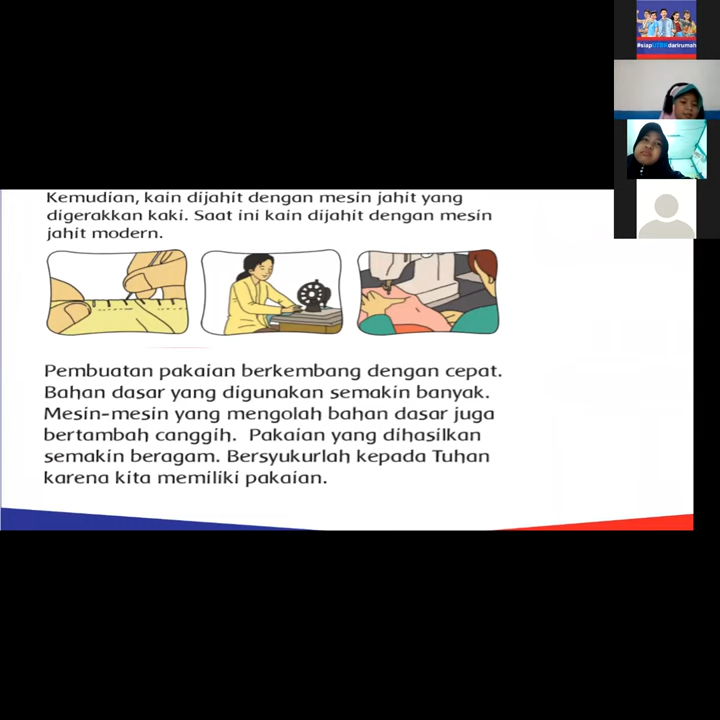 #siapUTBKdarirumah
Kemudian, kain dijahit dengan mesin jahit yang
digerakkan kaki. Saat ini kain dijahit dengan mesin
jahit modern.
Pembuatan pakaian berkembang dengan cepat.
Bahan dasar yang digunakan semakin banyak.
Mesin-mesin yang mengolah bahan dasar juga
bertambah canggih. Pakaian yang dihasilkan
semakin beragam. Bersyukurlah kepada Tuhan
karena kita memiliki pakaian.